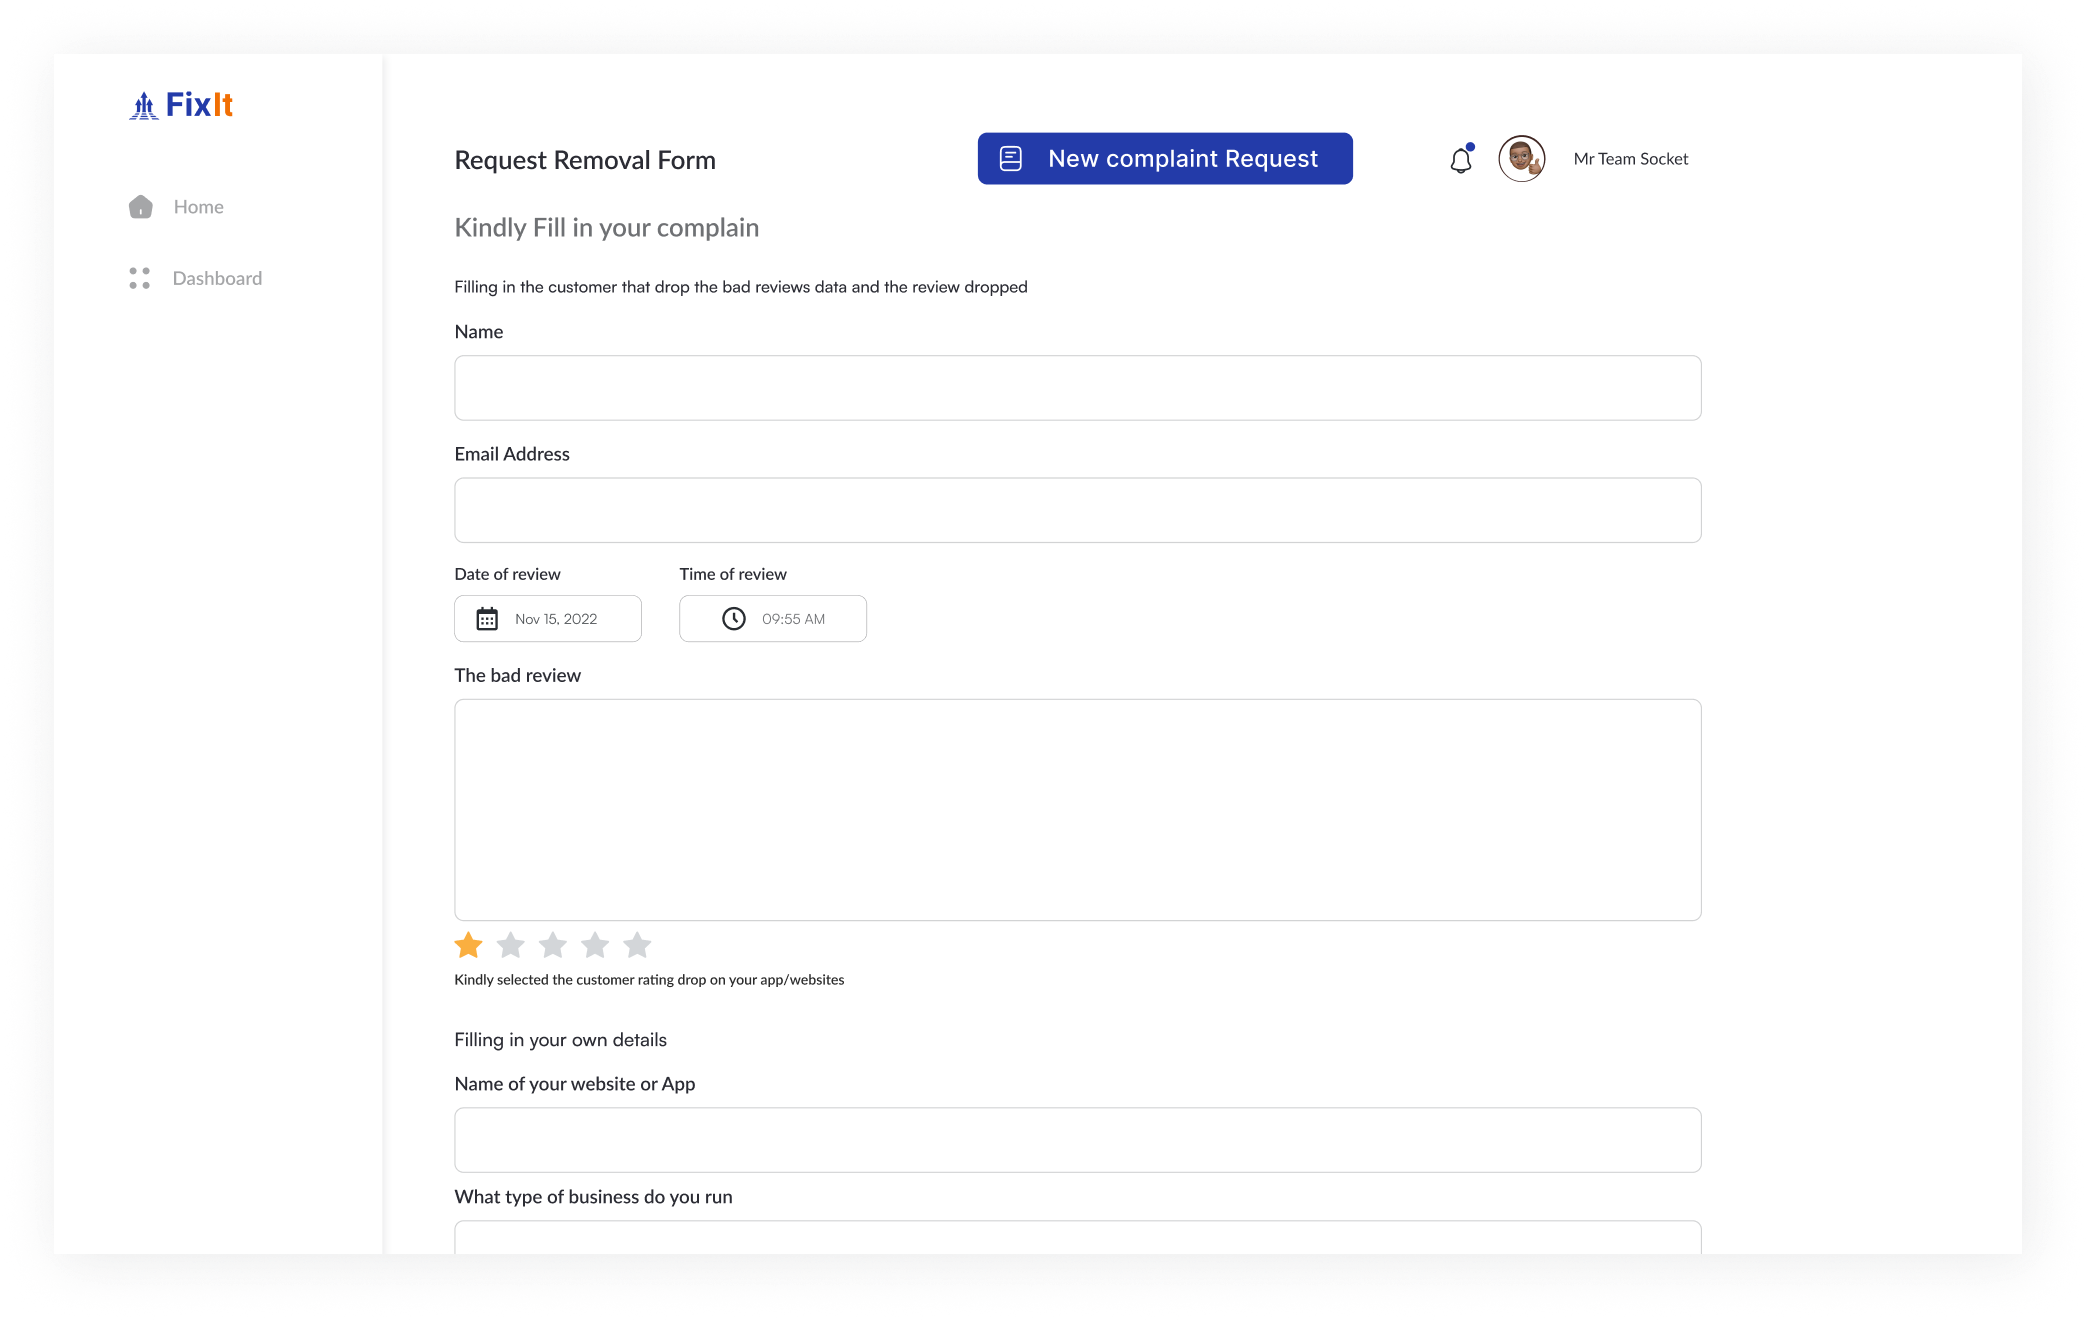 FixIt
Home
Dashboard
Request Removal Form
New complaint Request
Mr Team Socket
Kindly Fill in your complain
Filling in the customer that drop the bad reviews data and the review dropped
Name
Email Address
Date of review
Time of review
Nov 15, 2022
09:55 AM
The bad review
Kindly selected the customer rating drop on your app/websites
Filling in your own details
Name of your website or App
What type of business do you run